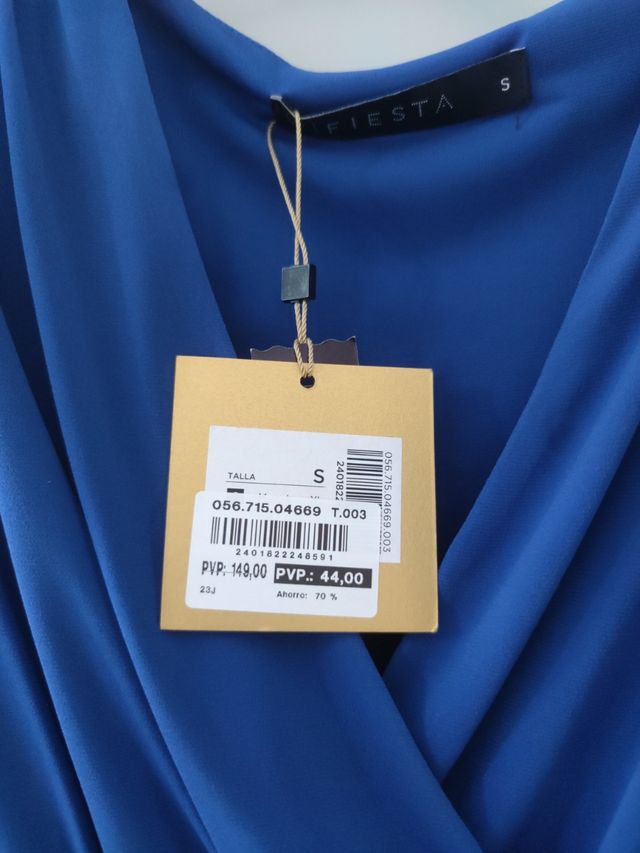 FIESTA S
TALLA S
056.715.04669.003
056.715.04669 T.003
2401822248591
PVP: 149,00 PVP.: 44,00
23J Ahorro: 70 %